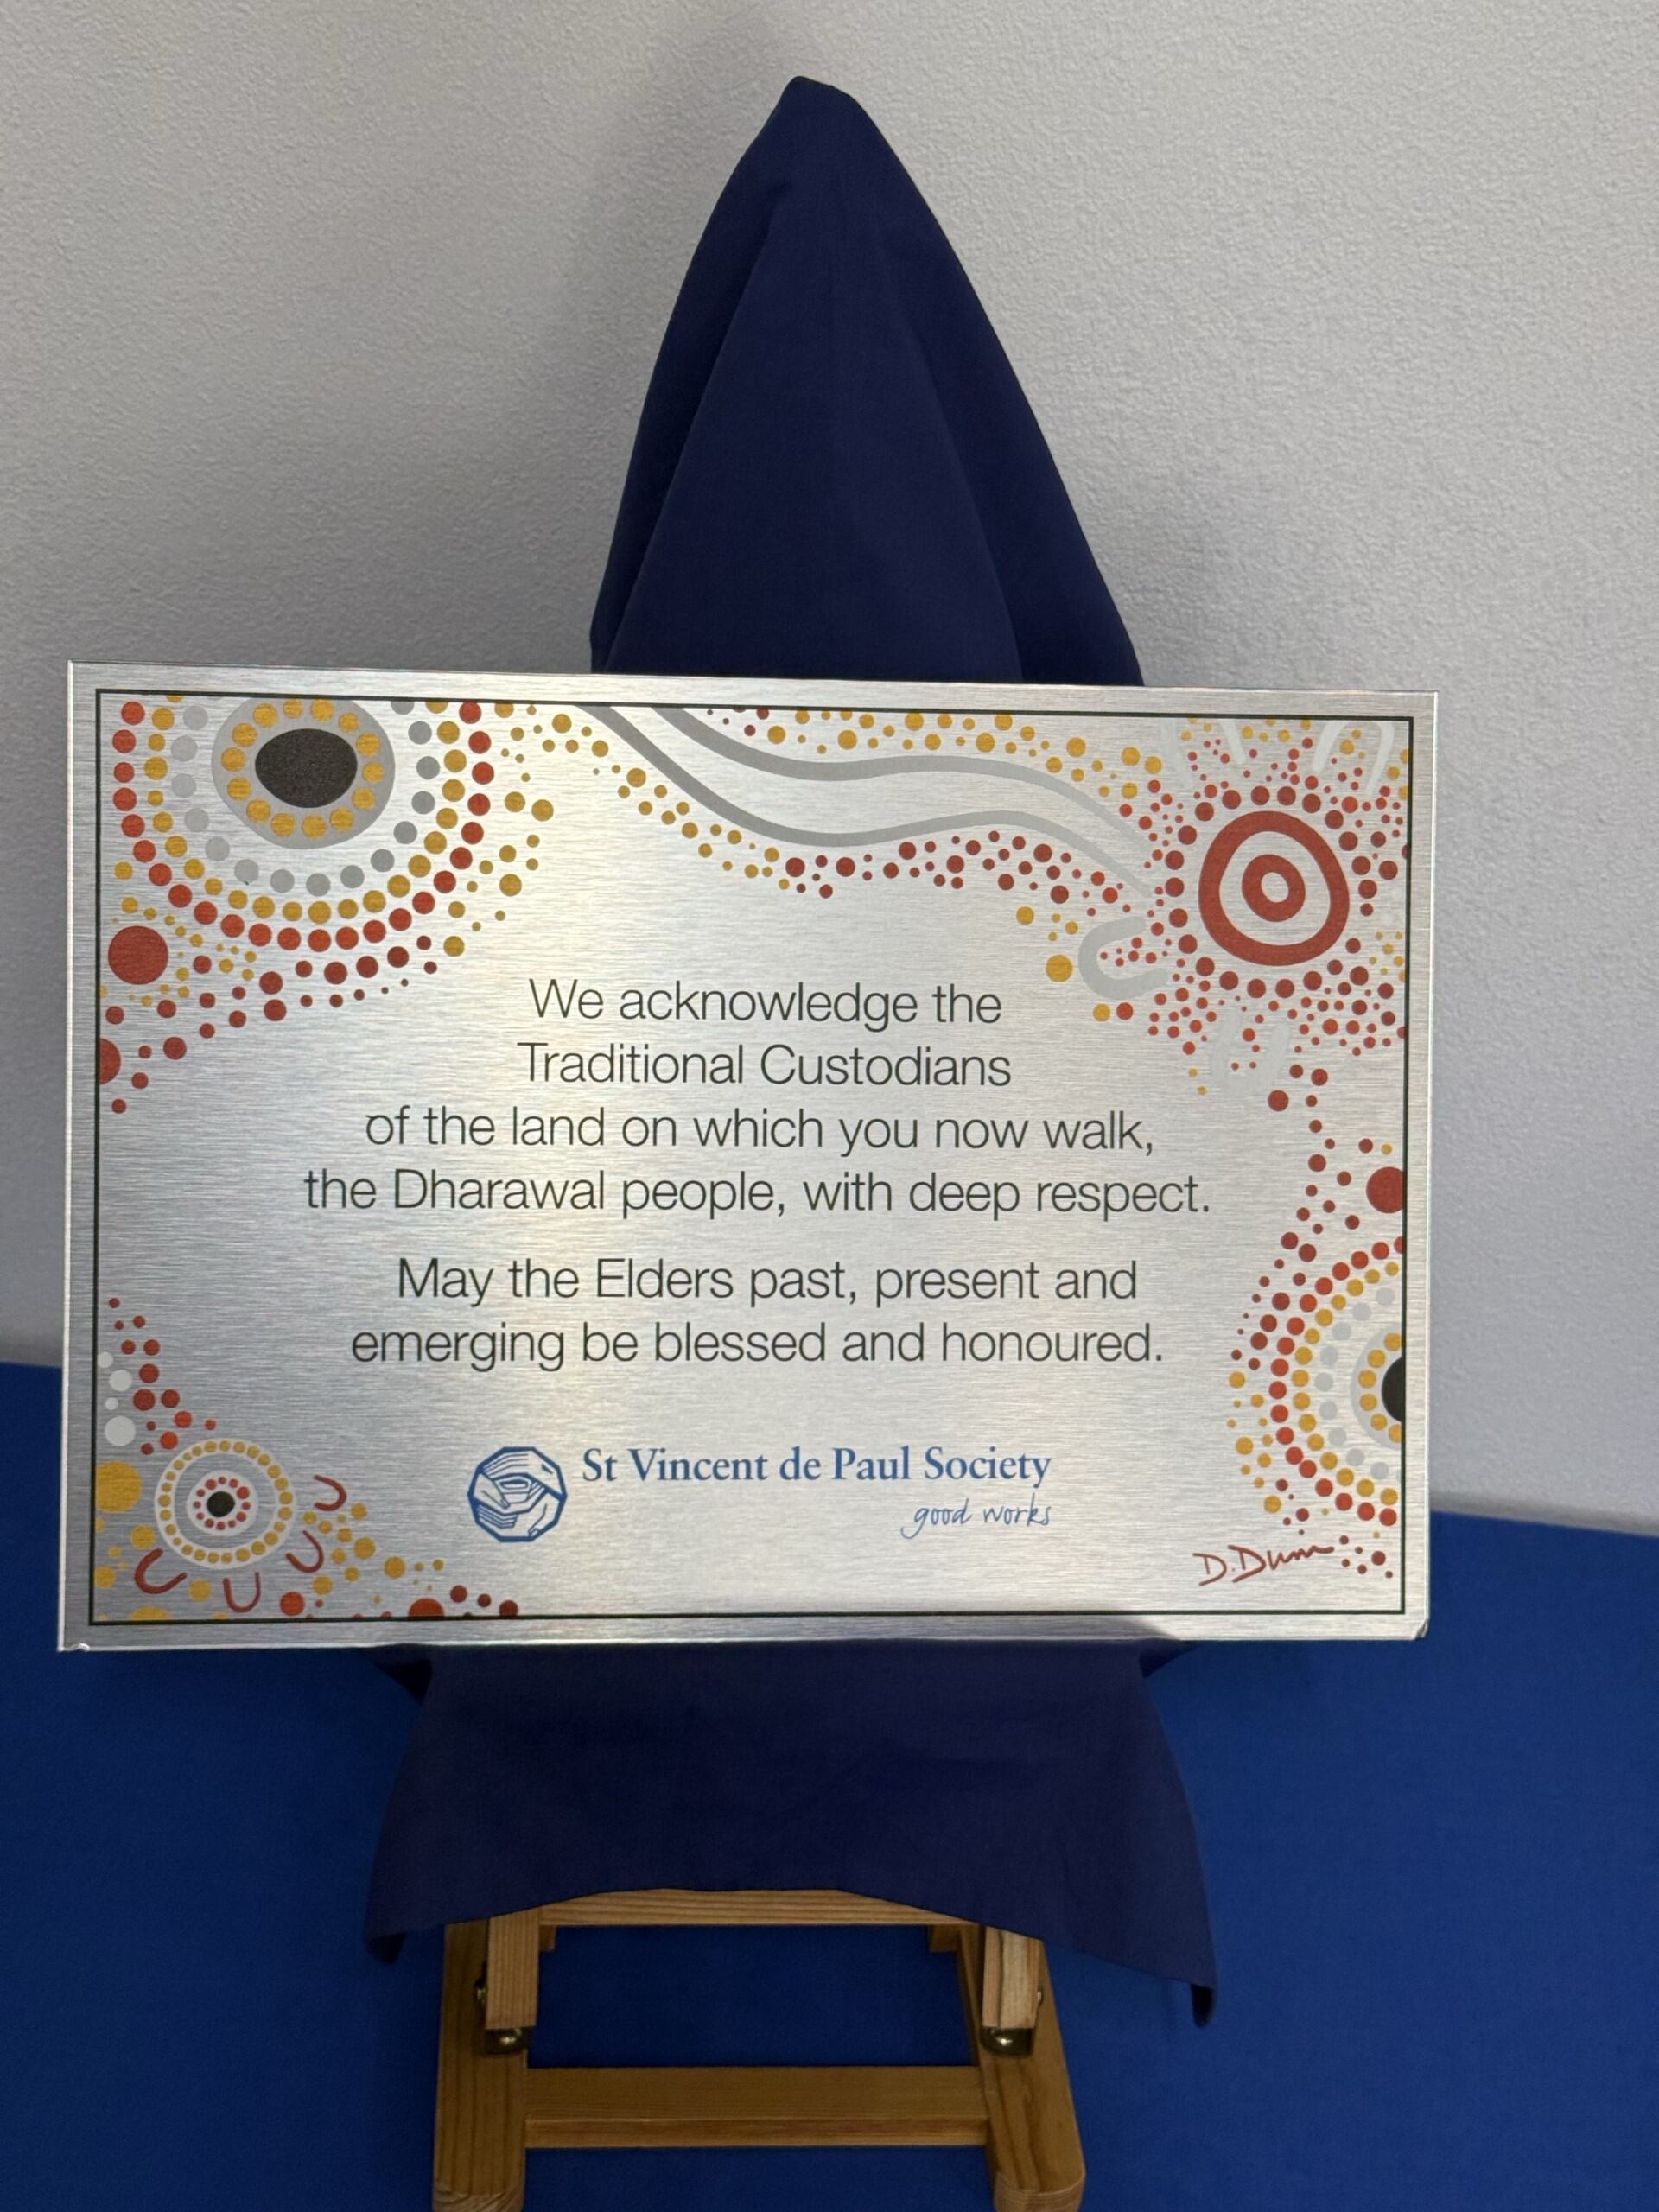 We acknowledge the
Traditional Custodians
of the land on which you now walk,
the Dharawal people, with deep respect.
May the Elders past, present and
emerging be blessed and honoured.
St Vincent de Paul Society
good works
D.Dunn